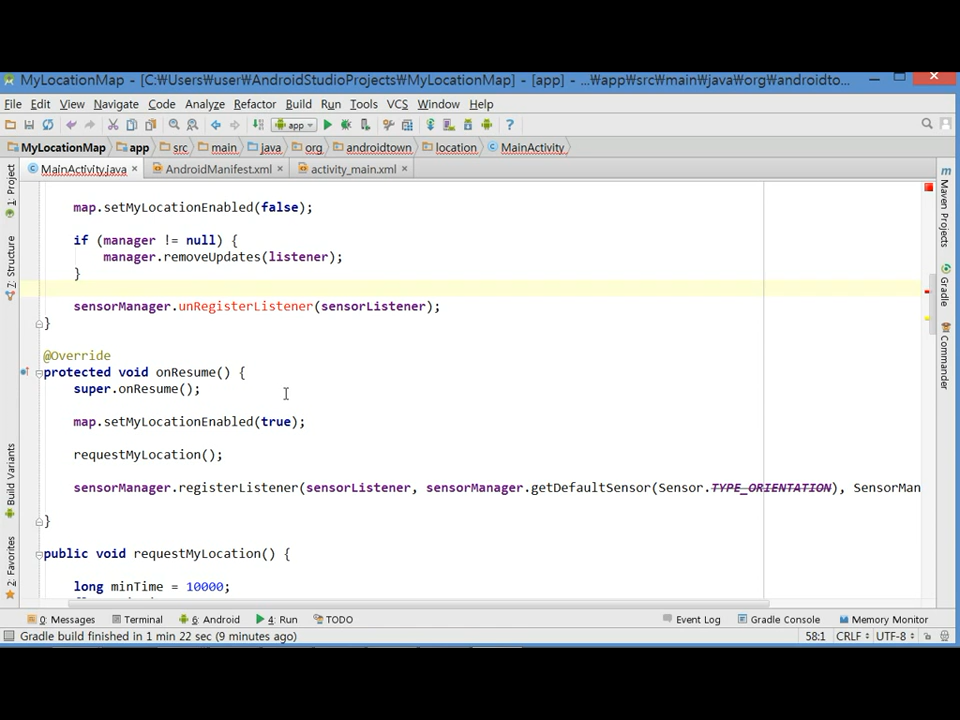 MyLocationMap - [C:\Users\user\AndroidStudioProjects\MyLocationMap] - [app] - ...\app\src\main\java\org\androidto...
File Edit View Navigate Code Analyze Refactor Build Run Tools VCS Window Help
app
MyLocationMap app src main java org androidtown location MainActivity
MainActivity.java AndroidManifest.xml activity_main.xml
1: Project
7: Structure
Build Variants
2: Favorites
map.setMyLocationEnabled(false);
if (manager != null) {
manager.removeUpdates(listener);
}
sensorManager.unRegisterListener(sensorListener);
}
@Override
protected void onResume() {
super.onResume();
map.setMyLocationEnabled(true);
requestMyLocation();
sensorManager.registerListener(sensorListener, sensorManager.getDefaultSensor(Sensor.TYPE_ORIENTATION), SensorMan
}
public void requestMyLocation() {
long minTime = 10000;
Maven Projects
Gradle
Commander
0: Messages Terminal 6: Android 4: Run TODO Event Log Gradle Console Memory Monitor
Gradle build finished in 1 min 22 sec (9 minutes ago) 58:1 CRLF UTF-8